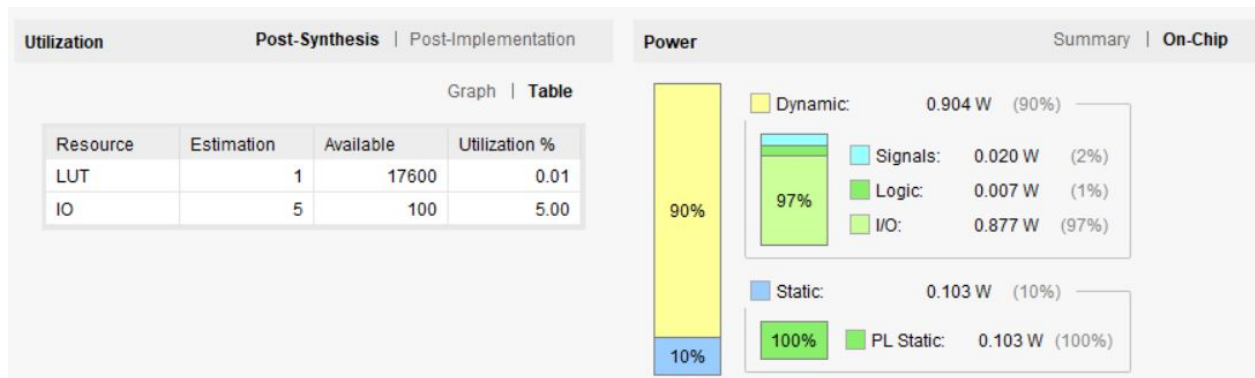 Utilization
Post-Synthesis | Post-Implementation
Graph | Table
Resource Estimation Available Utilization %
LUT 1 17600 0.01
IO 5 100 5.00
Power
Summary | On-Chip
90%
10%
Dynamic: 0.904 W (90%)
97%
Signals: 0.020 W (2%)
Logic: 0.007 W (1%)
I/O: 0.877 W (97%)
Static: 0.103 W (10%)
100%
PL Static: 0.103 W (100%)